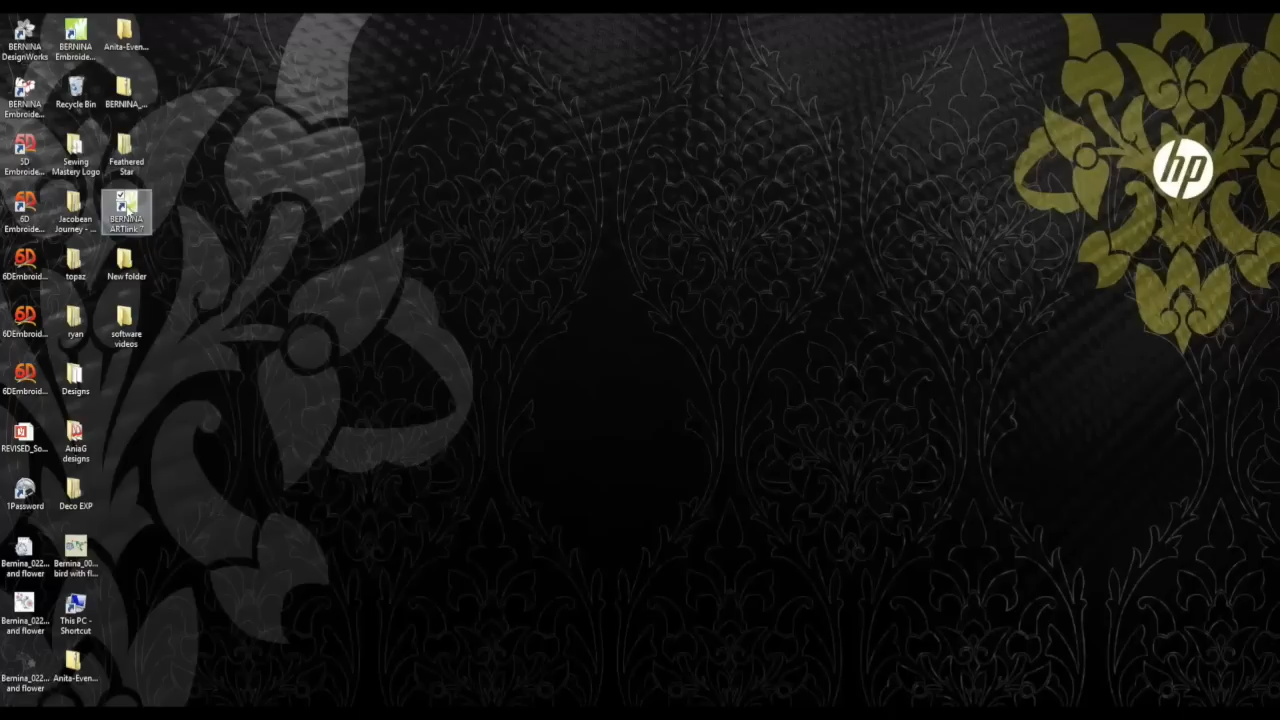 BERNINA
DesignWorks
BERNINA
Embroide...
Anita-Even...
BERNINA
Embroide...
Recycle Bin
BERNINA_...
5D
Embroide...
Sewing
Mastery Logo
Feathered
Star
6D
Embroide...
Jacobean
Journey - ...
BERNINA
ARTlink 7
6DEmbroid...
topaz
New folder
6DEmbroid...
ryan
software
videos
6DEmbroid...
Designs
REVISED_So...
AniaG
designs
1Password
Deco EXP
Bernina_022...
and flower
Bernina_00...
bird with fl...
Bernina_022...
and flower
This PC -
Shortcut
Bernina_022...
and flower
Anita-Even...
hp